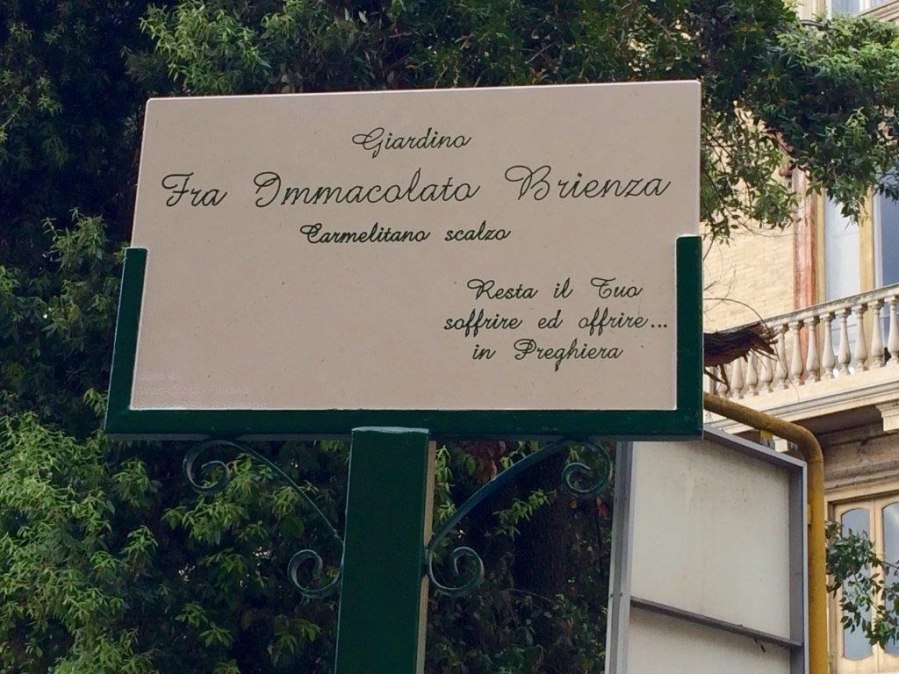 Giardino
Fra Immacolato Brienza
Carmelitano scalzo
Resta il Tuo
soffrire ed offrire...
in Preghiera